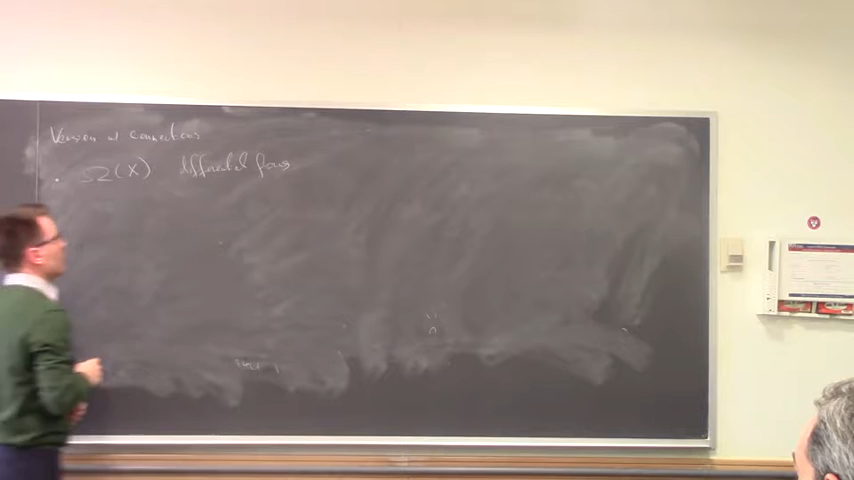 Version w connections
• Ω(X) differential forms